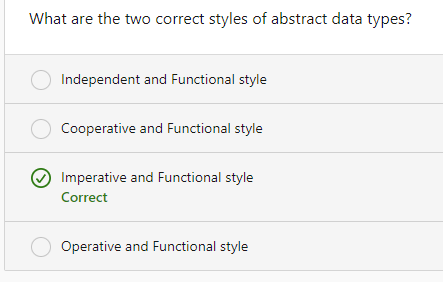 What are the two correct styles of abstract data types?
Independent and Functional style
Cooperative and Functional style
Imperative and Functional style
Correct
Operative and Functional style